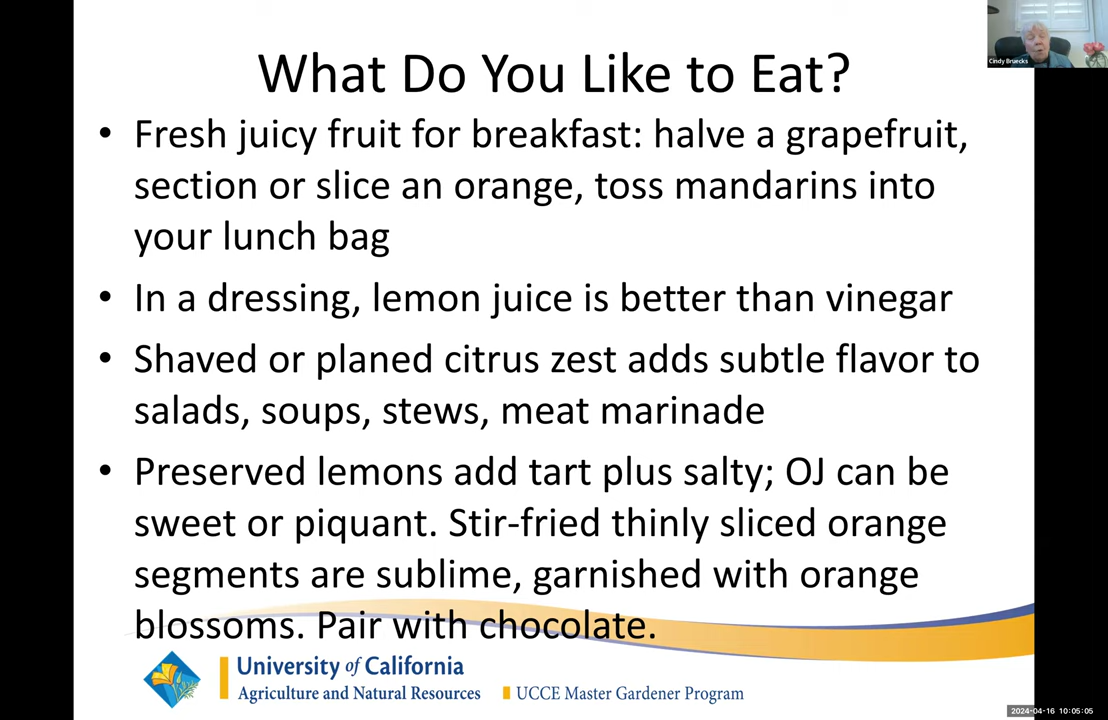 What Do You Like to Eat?
• Fresh juicy fruit for breakfast: halve a grapefruit,
section or slice an orange, toss mandarins into
your lunch bag
• In a dressing, lemon juice is better than vinegar
• Shaved or planed citrus zest adds subtle flavor to
salads, soups, stews, meat marinade
• Preserved lemons add tart plus salty; OJ can be
sweet or piquant. Stir-fried thinly sliced orange
segments are sublime, garnished with orange
blossoms. Pair with chocolate.
University of California
Agriculture and Natural Resources
UCCE Master Gardener Program
Cindy Bruecks
2024-04-16 10:05:05